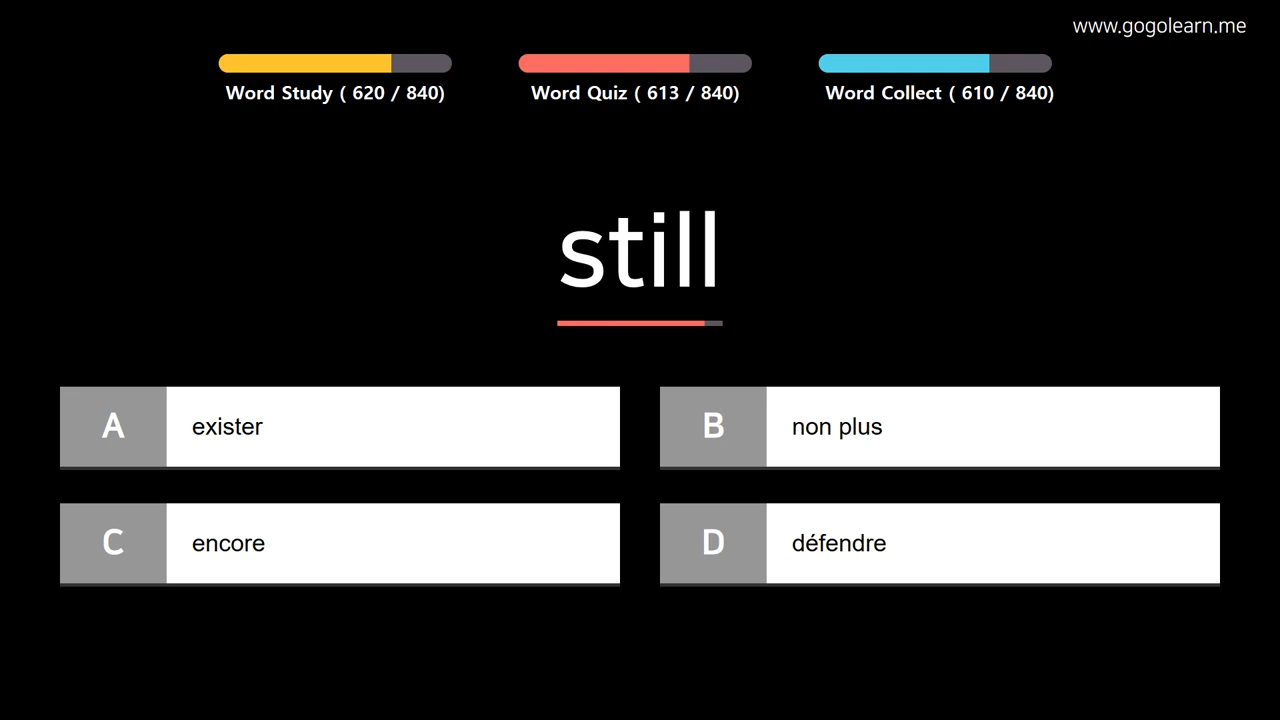 www.gogolearn.me
Word Study ( 620 / 840)
Word Quiz ( 613 / 840)
Word Collect ( 610 / 840)
still
A exister
B non plus
C encore
D défendre